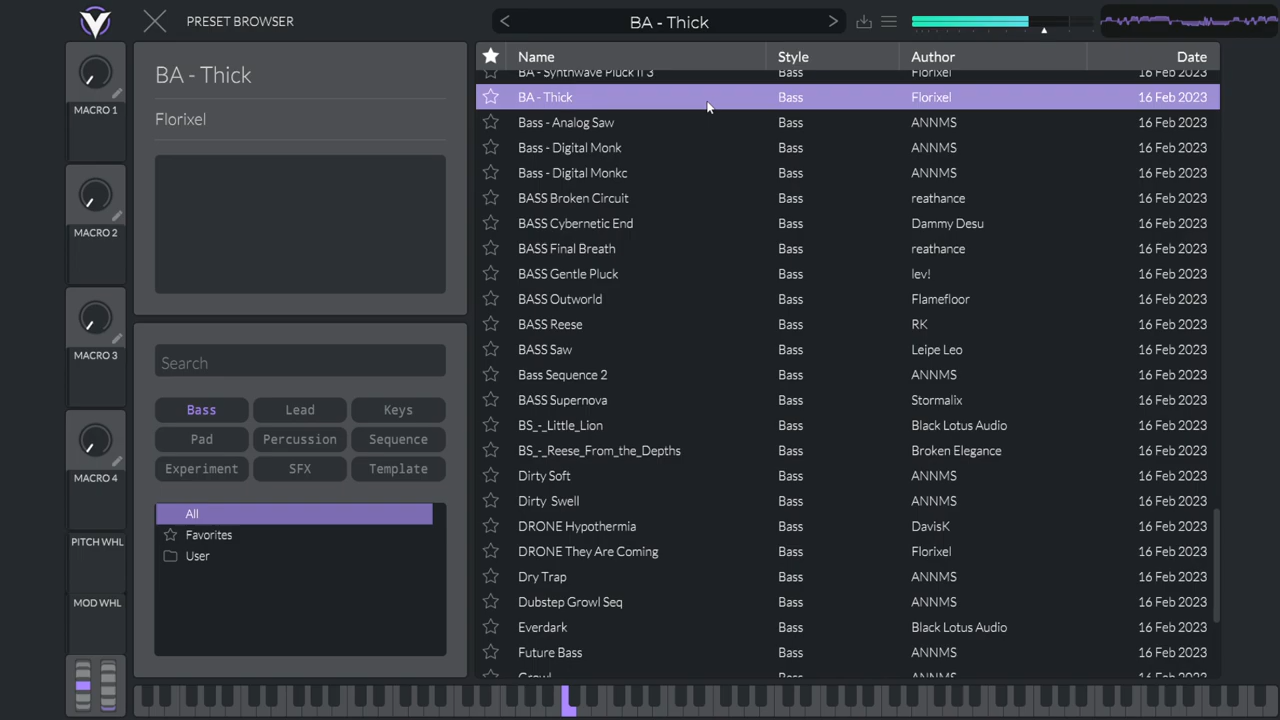 PRESET BROWSER
BA - Thick
MACRO 1
MACRO 2
MACRO 3
MACRO 4
PITCH WHL
MOD WHL
BA - Thick
Florixel
Search
Bass Lead Keys
Pad Percussion Sequence
Experiment SFX Template
All
Favorites
User
Name Style Author Date
BA - Synthwave Pluck II 3 Bass Florixel 16 Feb 2023
BA - Thick Bass Florixel 16 Feb 2023
Bass - Analog Saw Bass ANNMS 16 Feb 2023
Bass - Digital Monk Bass ANNMS 16 Feb 2023
Bass - Digital Monkc Bass ANNMS 16 Feb 2023
BASS Broken Circuit Bass reathance 16 Feb 2023
BASS Cybernetic End Bass Dammy Desu 16 Feb 2023
BASS Final Breath Bass reathance 16 Feb 2023
BASS Gentle Pluck Bass lev! 16 Feb 2023
BASS Outworld Bass Flamefloor 16 Feb 2023
BASS Reese Bass RK 16 Feb 2023
BASS Saw Bass Leipe Leo 16 Feb 2023
Bass Sequence 2 Bass ANNMS 16 Feb 2023
BASS Supernova Bass Stormalix 16 Feb 2023
BS_-_Little_Lion Bass Black Lotus Audio 16 Feb 2023
BS_-_Reese_From_the_Depths Bass Broken Elegance 16 Feb 2023
Dirty Soft Bass ANNMS 16 Feb 2023
Dirty Swell Bass ANNMS 16 Feb 2023
DRONE Hypothermia Bass DavisK 16 Feb 2023
DRONE They Are Coming Bass Florixel 16 Feb 2023
Dry Trap Bass ANNMS 16 Feb 2023
Dubstep Growl Seq Bass ANNMS 16 Feb 2023
Everdark Bass Black Lotus Audio 16 Feb 2023
Future Bass Bass ANNMS 16 Feb 2023
Growl Bass ANNMS 16 Feb 2023